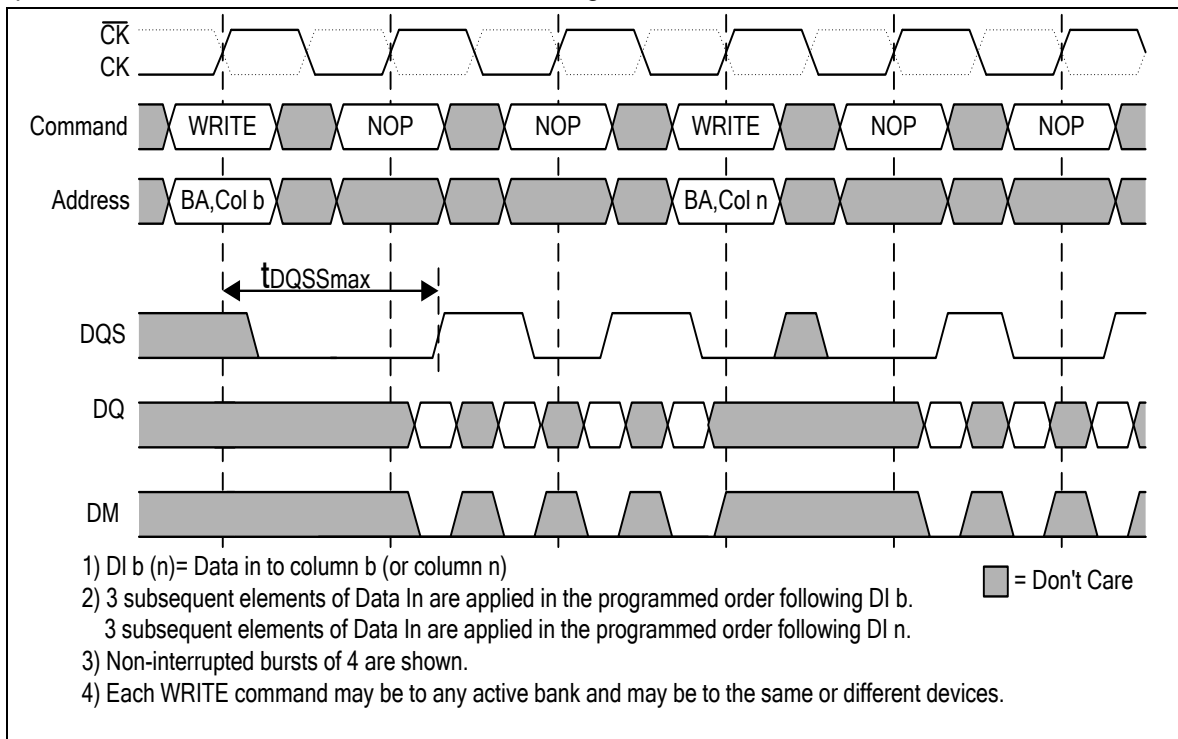 CK
CK
Command WRITE NOP NOP WRITE NOP NOP
Address BA,Col b BA,Col n
tDQSSmax
DQS
DQ
DM
1) DI b (n)= Data in to column b (or column n)
2) 3 subsequent elements of Data In are applied in the programmed order following DI b.
3 subsequent elements of Data In are applied in the programmed order following DI n.
3) Non-interrupted bursts of 4 are shown.
4) Each WRITE command may be to any active bank and may be to the same or different devices.
= Don't Care